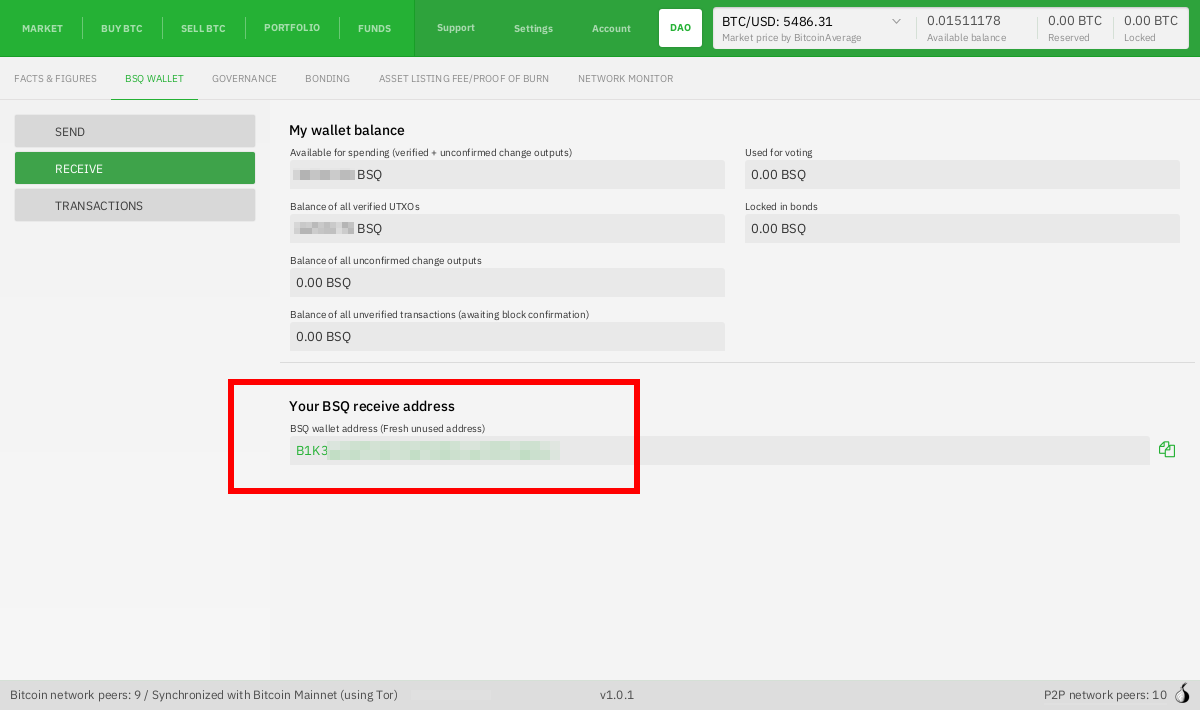 MARKET BUY BTC SELL BTC PORTFOLIO FUNDS Support Settings Account DAO BTC/USD: 5486.31 0.01511178 0.00 BTC 0.00 BTC
Market price by BitcoinAverage Available balance Reserved Locked
FACTS & FIGURES BSQ WALLET GOVERNANCE BONDING ASSET LISTING FEE/PROOF OF BURN NETWORK MONITOR
SEND
RECEIVE
TRANSACTIONS
My wallet balance
Available for spending (verified + unconfirmed change outputs) Used for voting
BSQ 0.00 BSQ
Balance of all verified UTXOs Locked in bonds
BSQ 0.00 BSQ
Balance of all unconfirmed change outputs
0.00 BSQ
Balance of all unverified transactions (awaiting block confirmation)
0.00 BSQ
Your BSQ receive address
BSQ wallet address (Fresh unused address)
B1K3
Bitcoin network peers: 9 / Synchronized with Bitcoin Mainnet (using Tor) v1.0.1 P2P network peers: 10